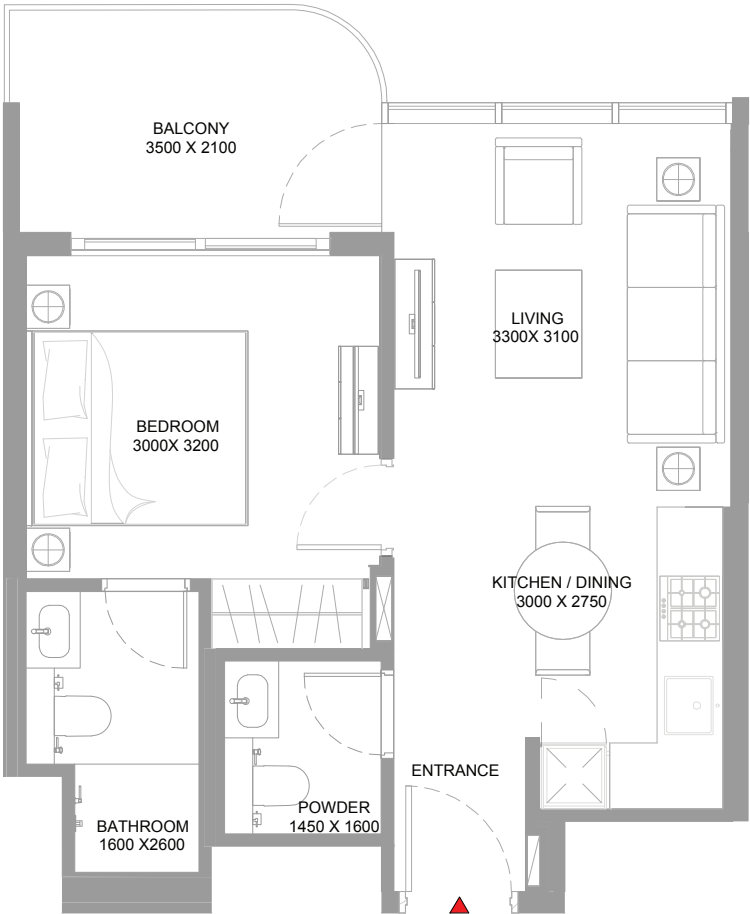 BALCONY
3500 X 2100
LIVING
3300X 3100
BEDROOM
3000X 3200
KITCHEN / DINING
3000 X 2750
ENTRANCE
POWDER
1450 X 1600
BATHROOM
1600 X2600